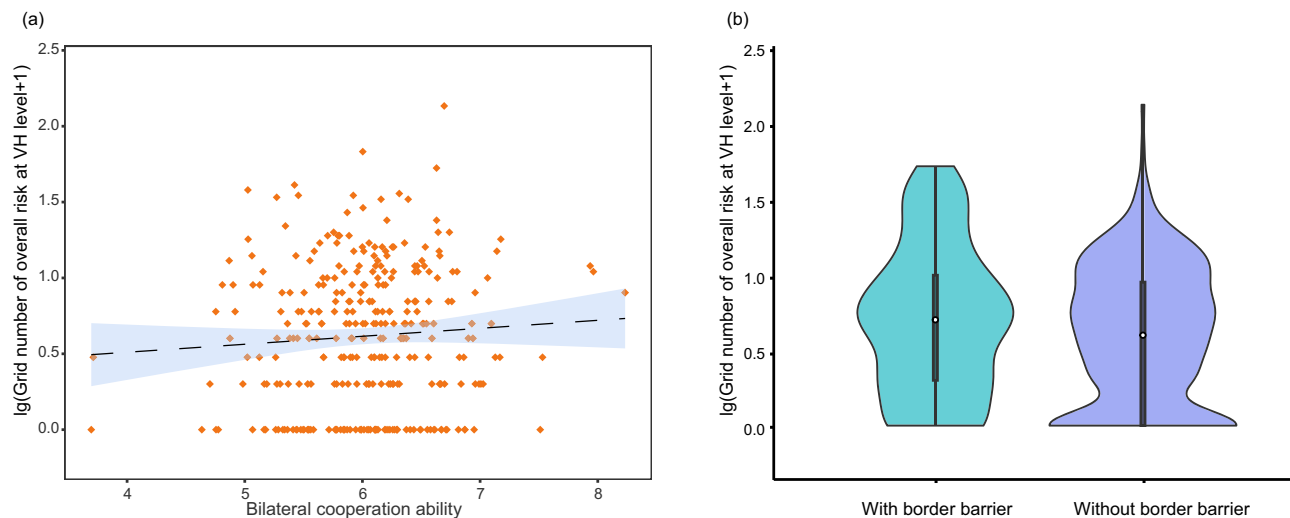 (a)
lg(Grid number of overall risk at VH level+1)
2.5
2.0
1.5
1.0
0.5
0.0
4 5 6 7 8
Bilateral cooperation ability
(b)
lg(Grid number of overall risk at VH level+1)
2.5
2.0
1.5
1.0
0.5
0.0
With border barrier Without border barrier